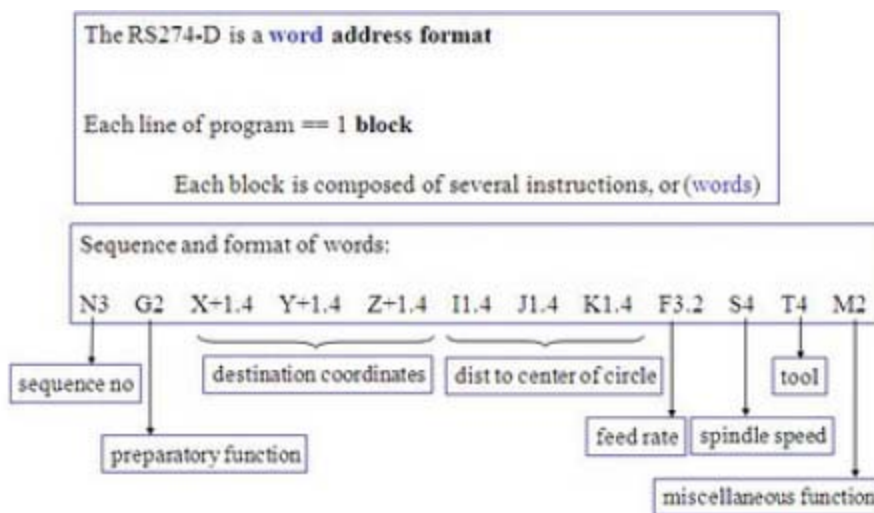 The RS274-D is a word address format
Each line of program == 1 block
Each block is composed of several instructions, or (words)
Sequence and format of words:
N3 G2 X+1.4 Y+1.4 Z+1.4 I1.4 J1.4 K1.4 F3.2 S4 T4 M2
sequence no
destination coordinates
dist to center of circle
tool
preparatory function
feed rate
spindle speed
miscellaneous function